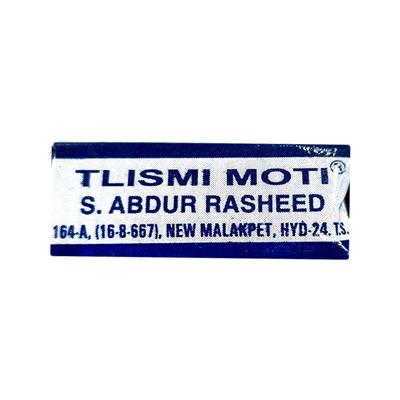 TLISMI MOTI
S. ABDUR RASHEED
164-A, (16-8-667), NEW MALAKPET, HYD-24. T.S.